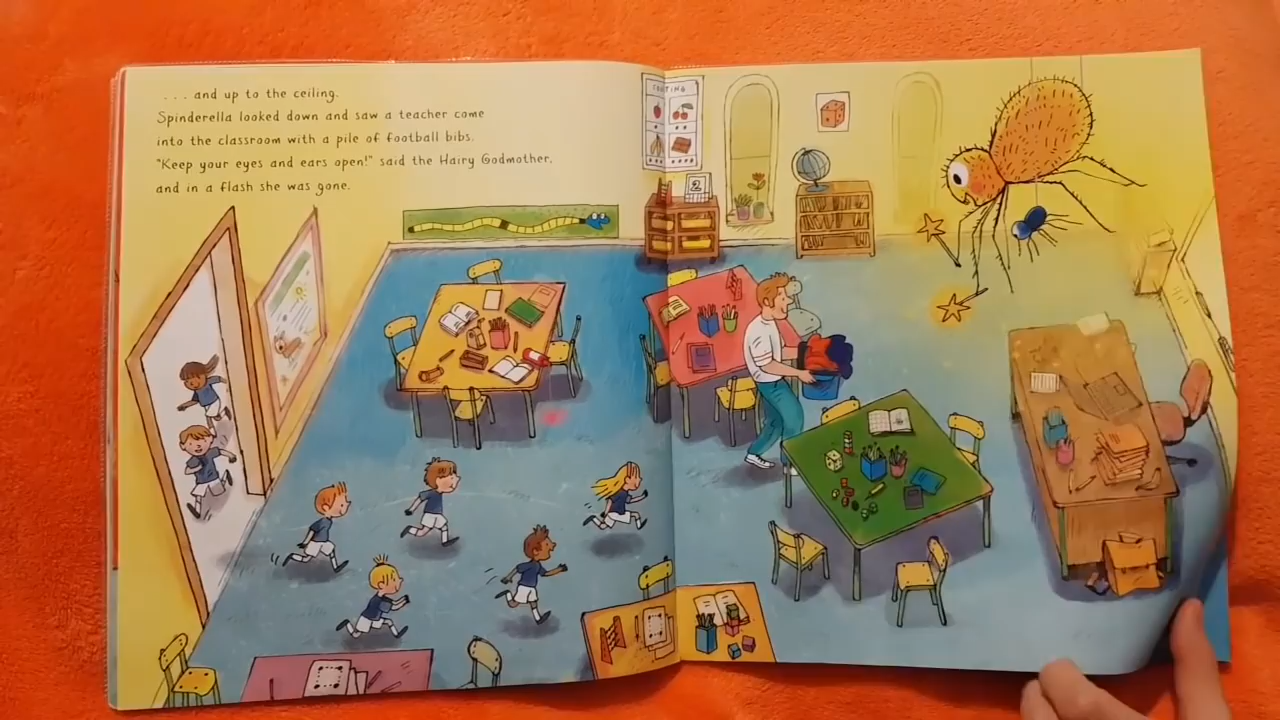 . . . and up to the ceiling.
Spinderella looked down and saw a teacher come
into the classroom with a pile of football bibs.
"Keep your eyes and ears open!" said the Hairy Godmother,
and in a flash she was gone.
2